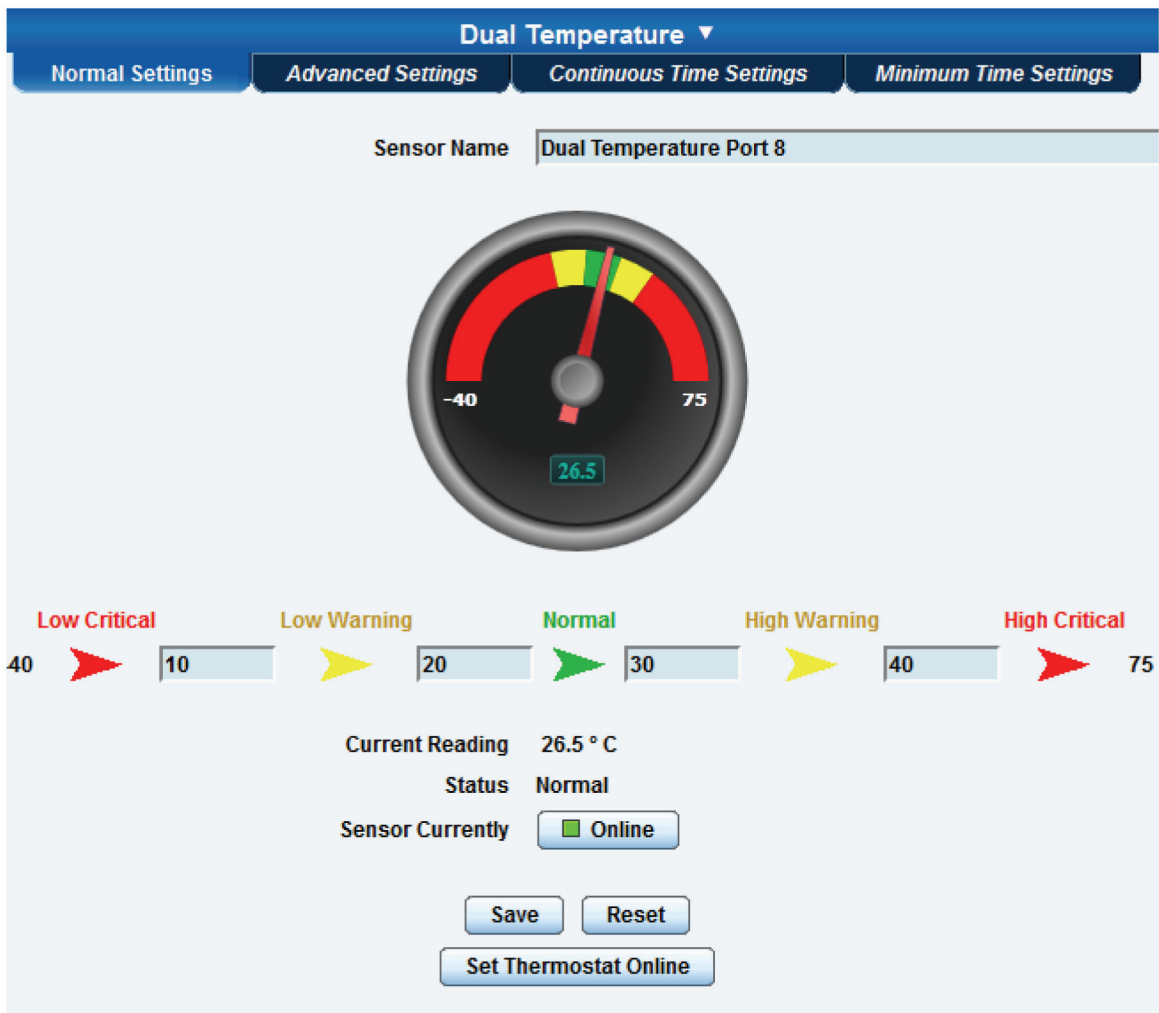 Dual Temperature ▼
Normal Settings Advanced Settings Continuous Time Settings Minimum Time Settings
Sensor Name Dual Temperature Port 8
-40 75
26.5
Low Critical Low Warning Normal High Warning High Critical
40 10 20 30 40 75
Current Reading 26.5 ° C
Status Normal
Sensor Currently Online
Save Reset
Set Thermostat Online